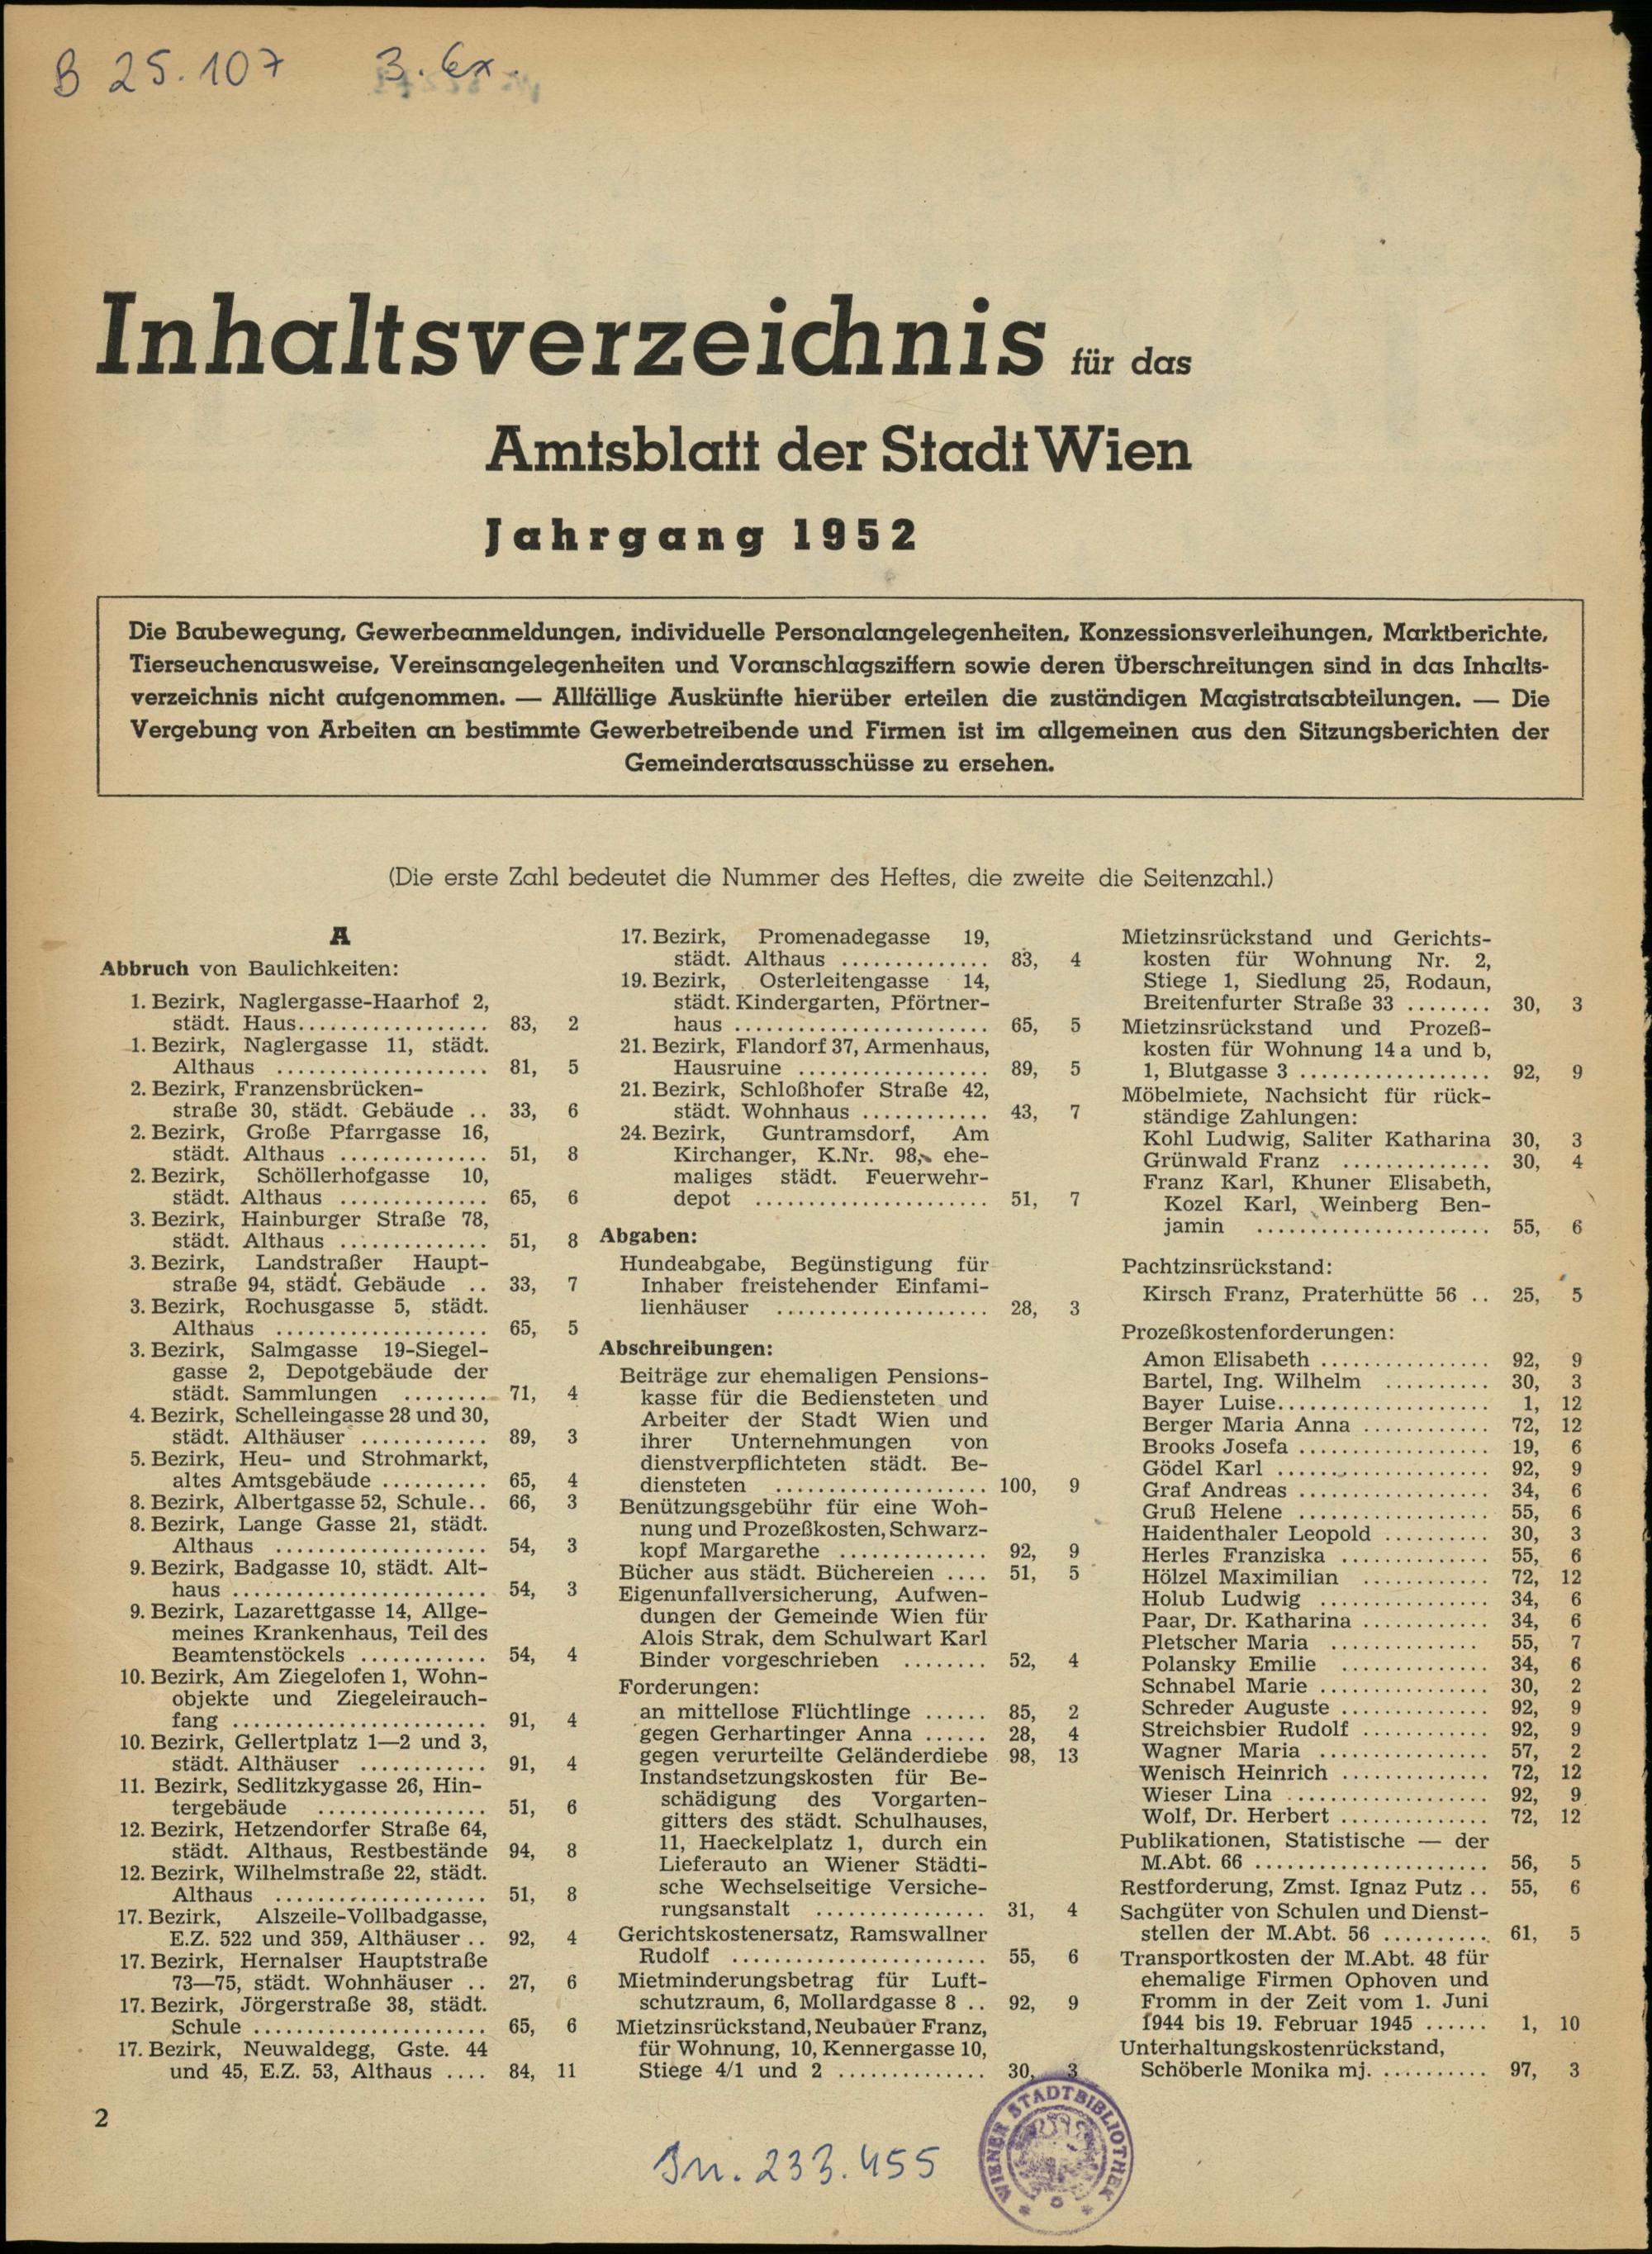 B 25.107 3. Ex.
Inhaltsverzeichnis für das
Amtsblatt der Stadt Wien
Jahrgang 1952
Die Baubewegung, Gewerbeanmeldungen, individuelle Personalangelegenheiten, Konzessionsverleihungen, Marktberichte,
Tierseuchenausweise, Vereinsangelegenheiten und Voranschlagsziffern sowie deren Überschreitungen sind in das Inhalts-
verzeichnis nicht aufgenommen. — Allfällige Auskünfte hierüber erteilen die zuständigen Magistratsabteilungen. — Die
Vergebung von Arbeiten an bestimmte Gewerbetreibende und Firmen ist im allgemeinen aus den Sitzungsberichten der
Gemeinderatsausschüsse zu ersehen.
(Die erste Zahl bedeutet die Nummer des Heftes, die zweite die Seitenzahl.)
A
Abbruch von Baulichkeiten:
1. Bezirk, Naglergasse-Haarhof 2,
städt. Haus.................. 83, 2
1. Bezirk, Naglergasse 11, städt.
Althaus .................... 81, 5
2. Bezirk, Franzensbrücken-
straße 30, städt. Gebäude .. 33, 6
2. Bezirk, Große Pfarrgasse 16,
städt. Althaus .............. 51, 8
2. Bezirk, Schöllerhofgasse 10,
städt. Althaus .............. 65, 6
3. Bezirk, Hainburger Straße 78,
städt. Althaus .............. 51, 8
3. Bezirk, Landstraßer Haupt-
straße 94, städt. Gebäude .. 33, 7
3. Bezirk, Rochusgasse 5, städt.
Althaus .................... 65, 5
3. Bezirk, Salmgasse 19-Siegel-
gasse 2, Depotgebäude der
städt. Sammlungen ........ 71, 4
4. Bezirk, Schelleingasse 28 und 30,
städt. Althäuser ............ 89, 3
5. Bezirk, Heu- und Strohmarkt,
altes Amtsgebäude .......... 65, 4
8. Bezirk, Albertgasse 52, Schule.. 66, 3
8. Bezirk, Lange Gasse 21, städt.
Althaus .................... 54, 3
9. Bezirk, Badgasse 10, städt. Alt-
haus ........................ 54, 3
9. Bezirk, Lazarettgasse 14, Allge-
meines Krankenhaus, Teil des
Beamtenstöckels ............ 54, 4
10. Bezirk, Am Ziegelofen 1, Wohn-
objekte und Ziegeleirauch-
fang ........................ 91, 4
10. Bezirk, Gellertplatz 1—2 und 3,
städt. Althäuser ............ 91, 4
11. Bezirk, Sedlitzkygasse 26, Hin-
tergebäude ................ 51, 6
12. Bezirk, Hetzendorfer Straße 64,
städt. Althaus, Restbestände 94, 8
12. Bezirk, Wilhelmstraße 22, städt.
Althaus .................... 51, 8
17. Bezirk, Alszeile-Vollbadgasse,
E.Z. 522 und 359, Althäuser .. 92, 4
17. Bezirk, Hernalser Hauptstraße
73—75, städt. Wohnhäuser .. 27, 6
17. Bezirk, Jörgerstraße 38, städt.
Schule ...................... 65, 6
17. Bezirk, Neuwaldegg, Gste. 44
und 45, E.Z. 53, Althaus .... 84, 11
17. Bezirk, Promenadegasse 19,
städt. Althaus .............. 83, 4
19. Bezirk, Osterleitengasse 14,
städt. Kindergarten, Pförtner-
haus ........................ 65, 5
21. Bezirk, Flandorf 37, Armenhaus,
Hausruine .................. 89, 5
21. Bezirk, Schloßhofer Straße 42,
städt. Wohnhaus ............ 43, 7
24. Bezirk, Guntramsdorf, Am
Kirchanger, K.Nr. 98, ehe-
maliges städt. Feuerwehr-
depot ...................... 51, 7
Abgaben:
Hundeabgabe, Begünstigung für
Inhaber freistehender Einfami-
lienhäuser .................... 28, 3
Abschreibungen:
Beiträge zur ehemaligen Pensions-
kasse für die Bediensteten und
Arbeiter der Stadt Wien und
ihrer Unternehmungen von
dienstverpflichteten städt. Be-
diensteten .................... 100, 9
Benützungsgebühr für eine Woh-
nung und Prozeßkosten, Schwarz-
kopf Margarethe .............. 92, 9
Bücher aus städt. Büchereien .... 51, 5
Eigenunfallversicherung, Aufwen-
dungen der Gemeinde Wien für
Alois Strak, dem Schulwart Karl
Binder vorgeschrieben ........ 52, 4
Forderungen:
an mittellose Flüchtlinge ...... 85, 2
gegen Gerhartinger Anna ...... 28, 4
gegen verurteilte Geländerdiebe 98, 13
Instandsetzungskosten für Be-
schädigung des Vorgarten-
gitters des städt. Schulhauses,
11, Haeckelplatz 1, durch ein
Lieferauto an Wiener Städti-
sche Wechselseitige Versiche-
rungsanstalt ................ 31, 4
Gerichtskostenersatz, Ramswallner
Rudolf ........................ 55, 6
Mietminderungsbetrag für Luft-
schutzraum, 6, Mollardgasse 8 .. 92, 9
Mietzinsrückstand, Neubauer Franz,
für Wohnung, 10, Kennergasse 10,
Stiege 4/1 und 2 .............. 30, 3
Mietzinsrückstand und Gerichts-
kosten für Wohnung Nr. 2,
Stiege 1, Siedlung 25, Rodaun,
Breitenfurter Straße 33 ........ 30, 3
Mietzinsrückstand und Prozeß-
kosten für Wohnung 14 a und b,
1, Blutgasse 3 .................. 92, 9
Möbelmiete, Nachsicht für rück-
ständige Zahlungen:
Kohl Ludwig, Saliter Katharina 30, 3
Grünwald Franz .............. 30, 4
Franz Karl, Khuner Elisabeth,
Kozel Karl, Weinberg Ben-
jamin ...................... 55, 6
Pachtzinsrückstand:
Kirsch Franz, Praterhütte 56 .. 25, 5
Prozeßkostenforderungen:
Amon Elisabeth ................ 92, 9
Bartel, Ing. Wilhelm .......... 30, 3
Bayer Luise.................... 1, 12
Berger Maria Anna ............ 72, 12
Brooks Josefa .................. 19, 6
Gödel Karl .................... 92, 9
Graf Andreas .................. 34, 6
Gruß Helene .................. 55, 6
Haidenthaler Leopold .......... 30, 3
Herles Franziska .............. 55, 6
Hölzel Maximilian ............ 72, 12
Holub Ludwig ................ 34, 6
Paar, Dr. Katharina ............ 34, 6
Pletscher Maria .............. 55, 7
Polansky Emilie .............. 34, 6
Schnabel Marie ................ 30, 2
Schreder Auguste .............. 92, 9
Streichsbier Rudolf ............ 92, 9
Wagner Maria ................ 57, 2
Wenisch Heinrich .............. 72, 12
Wieser Lina .................. 92, 9
Wolf, Dr. Herbert .............. 72, 12
Publikationen, Statistische — der
M.Abt. 66 ...................... 56, 5
Restforderung, Zmst. Ignaz Putz .. 55, 6
Sachgüter von Schulen und Dienst-
stellen der M.Abt. 56 .......... 61, 5
Transportkosten der M.Abt. 48 für
ehemalige Firmen Ophoven und
Fromm in der Zeit vom 1. Juni
1944 bis 19. Februar 1945 ...... 1, 10
Unterhaltungskostenrückstand,
Schöberle Monika mj. .......... 97, 3
2
In. 233.455
WIENER STADTBIBLIOTHEK